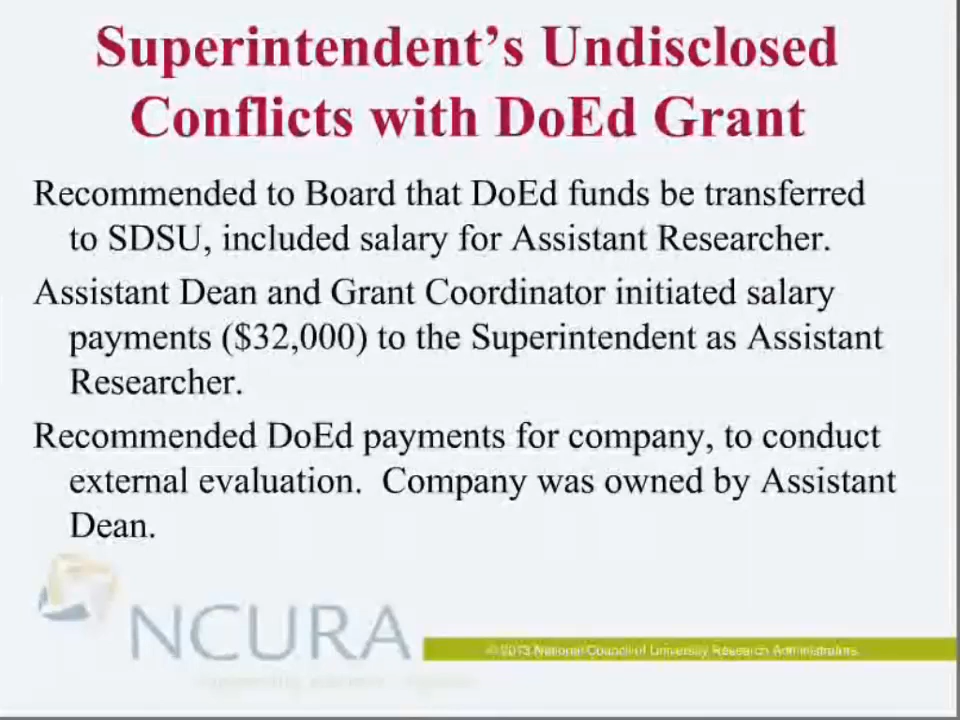 Superintendent’s Undisclosed
Conflicts with DoEd Grant
Recommended to Board that DoEd funds be transferred
to SDSU, included salary for Assistant Researcher.
Assistant Dean and Grant Coordinator initiated salary
payments ($32,000) to the Superintendent as Assistant
Researcher.
Recommended DoEd payments for company, to conduct
external evaluation.  Company was owned by Assistant
Dean.
NCURA
© 2013 National Council of University Research Administrators